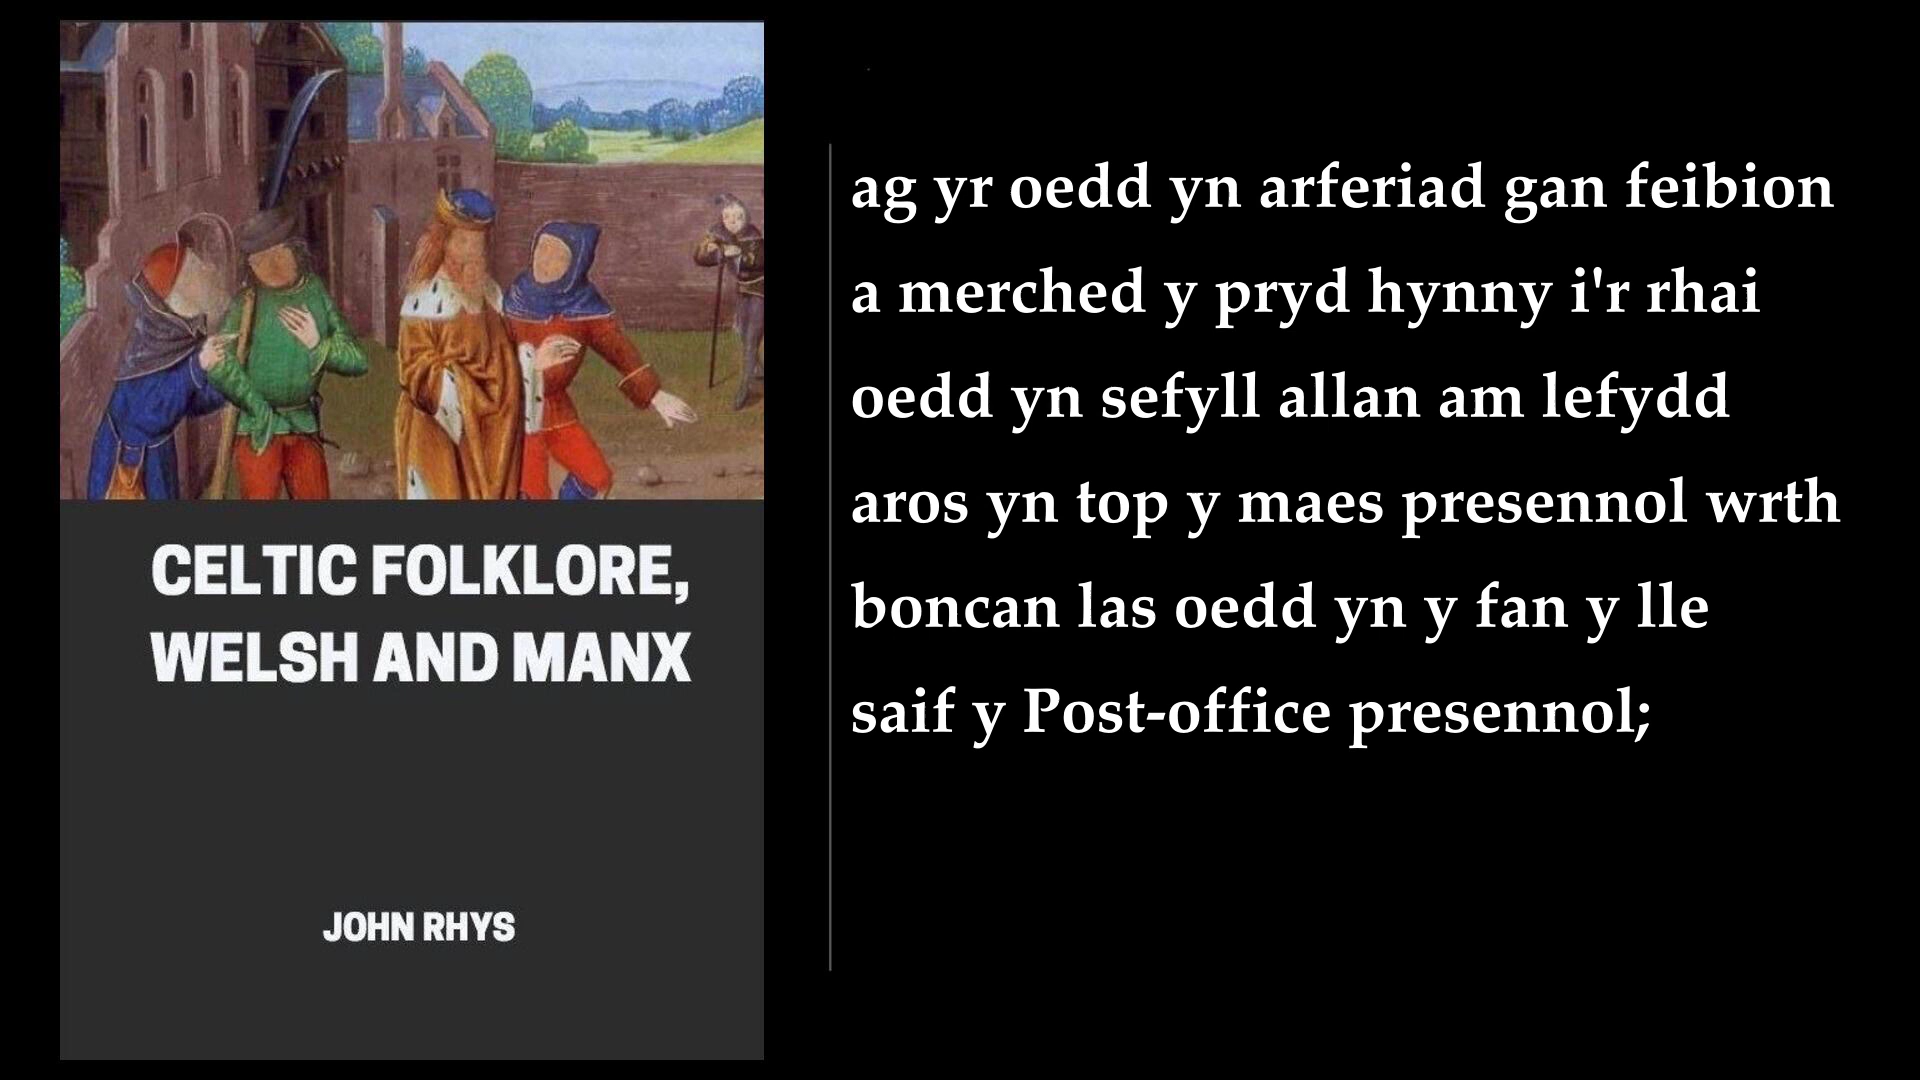 CELTIC FOLKLORE,
WELSH AND MANX
JOHN RHYS
ag yr oedd yn arferiad gan feibion
a merched y pryd hynny i'r rhai
oedd yn sefyll allan am lefydd
aros yn top y maes presennol wrth
boncan las oedd yn y fan y lle
saif y Post-office presennol;